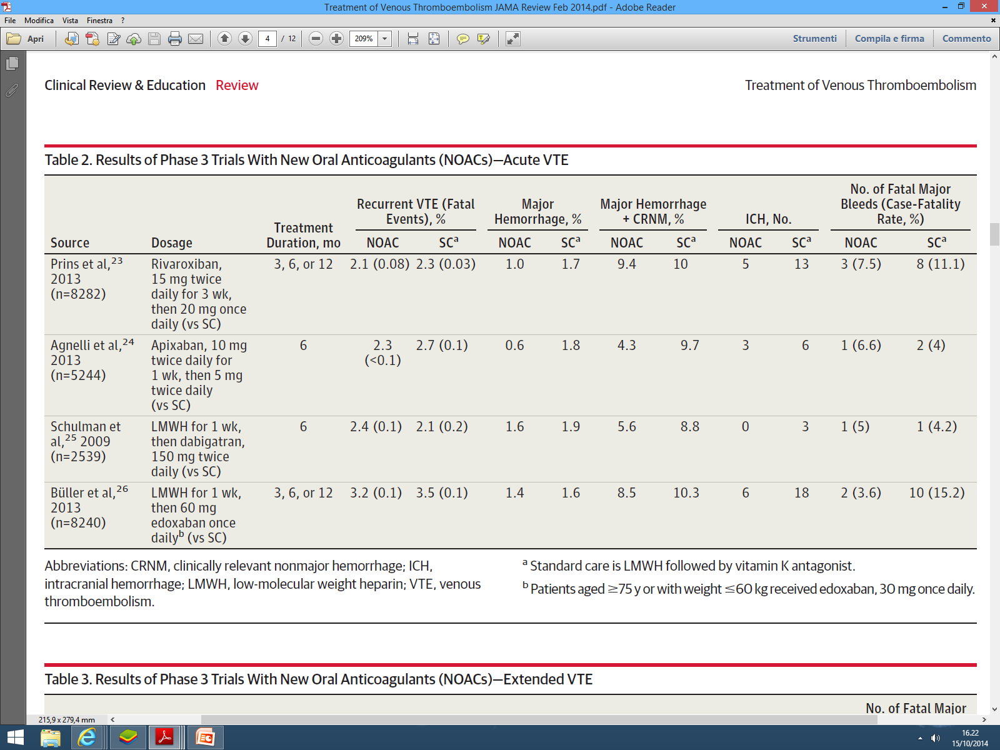 Treatment of Venous Thromboembolism JAMA Review Feb 2014.pdf - Adobe Reader
File Modifica Vista Finestra ?
Apri 4 / 12 209% Strumenti Compila e firma Commento
Clinical Review & Education Review Treatment of Venous Thromboembolism
Table 2. Results of Phase 3 Trials With New Oral Anticoagulants (NOACs)—Acute VTE
Source
Dosage
Treatment
Duration, mo
Recurrent VTE (Fatal
Events), %
Major
Hemorrhage, %
Major Hemorrhage
+ CRNM, %
ICH, No.
No. of Fatal Major
Bleeds (Case-Fatality
Rate, %)
NOAC SCa NOAC SCa NOAC SCa NOAC SCa NOAC SCa
Prins et al,23
2013
(n=8282)
Rivaroxiban,
15 mg twice
daily for 3 wk,
then 20 mg once
daily (vs SC)
3, 6, or 12 2.1 (0.08) 2.3 (0.03) 1.0 1.7 9.4 10 5 13 3 (7.5) 8 (11.1)
Agnelli et al,24
2013
(n=5244)
Apixaban, 10 mg
twice daily for
1 wk, then 5 mg
twice daily
(vs SC)
6 2.3 2.7 (0.1) 0.6 1.8 4.3 9.7 3 6 1 (6.6) 2 (4)
(<0.1)
Schulman et
al,25 2009
(n=2539)
LMWH for 1 wk,
then dabigatran,
150 mg twice
daily (vs SC)
6 2.4 (0.1) 2.1 (0.2) 1.6 1.9 5.6 8.8 0 3 1 (5) 1 (4.2)
Büller et al,26
2013
(n=8240)
LMWH for 1 wk,
then 60 mg
edoxaban once
dailyb (vs SC)
3, 6, or 12 3.2 (0.1) 3.5 (0.1) 1.4 1.6 8.5 10.3 6 18 2 (3.6) 10 (15.2)
Abbreviations: CRNM, clinically relevant nonmajor hemorrhage; ICH,
intracranial hemorrhage; LMWH, low-molecular weight heparin; VTE, venous
thromboembolism.
a Standard care is LMWH followed by vitamin K antagonist.
b Patients aged ≥75 y or with weight ≤60 kg received edoxaban, 30 mg once daily.
Table 3. Results of Phase 3 Trials With New Oral Anticoagulants (NOACs)—Extended VTE
No. of Fatal Major
215,9 x 279,4 mm
16.22
15/10/2014